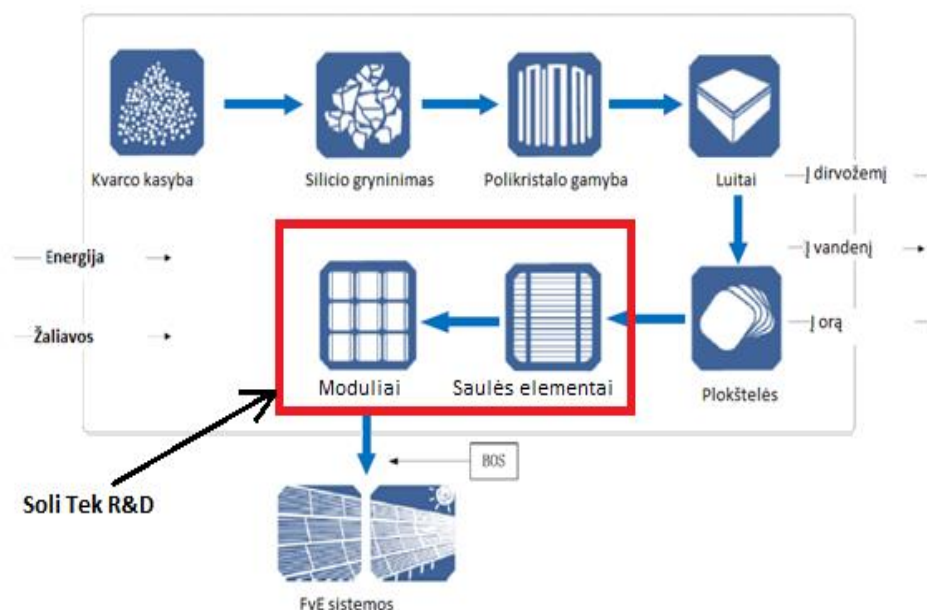 Kvarco kasyba
Silicio gryninimas
Polikristalo gamyba
Luitai
Į dirvožemį
Energija
Į vandenį
Žaliavos
Į orą
Moduliai
Saulės elementai
Plokštelės
BOS
Soli Tek R&D
FvE sistemos